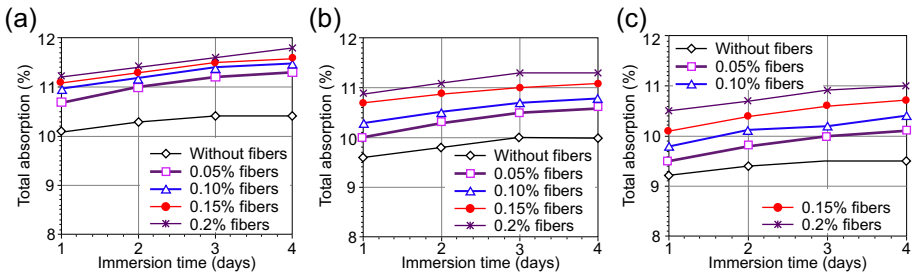 (a)
Total absorption (%)
12
11
10
9
8
Without fibers
0.05% fibers
0.10% fibers
0.15% fibers
0.2% fibers
1 2 3 4
Immersion time (days)
(b)
Total absorption (%)
12
11
10
9
8
Without fibers
0.05% fibers
0.10% fibers
0.15% fibers
0.2% fibers
1 2 3 4
Immersion time (days)
(c)
Total absorption (%)
12
11
10
9
8
Without fibers
0.05% fibers
0.10% fibers
0.15% fibers
0.2% fibers
1 2 3 4
Immersion time (days)